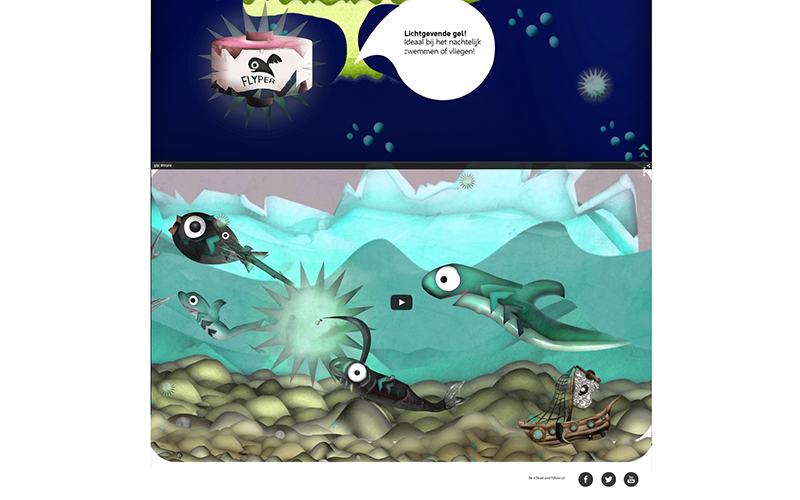 Lichtgevende gel!
Ideaal bij het nachtelijk
zwemmen of vliegen!
FLYPER
Be A Beast and follow us!